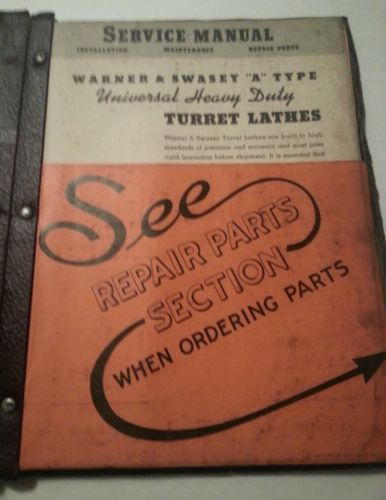 SERVICE MANUAL
INSTALLATION MAINTENANCE REPAIR PARTS
WARNER & SWASEY "A" TYPE
Universal Heavy Duty
TURRET LATHES
Warner & Swasey Turret Lathes are built to high
standards of precision and accuracy and must pass
rigid inspection before shipment. It is essential that
See
REPAIR PARTS
SECTION
WHEN ORDERING PARTS